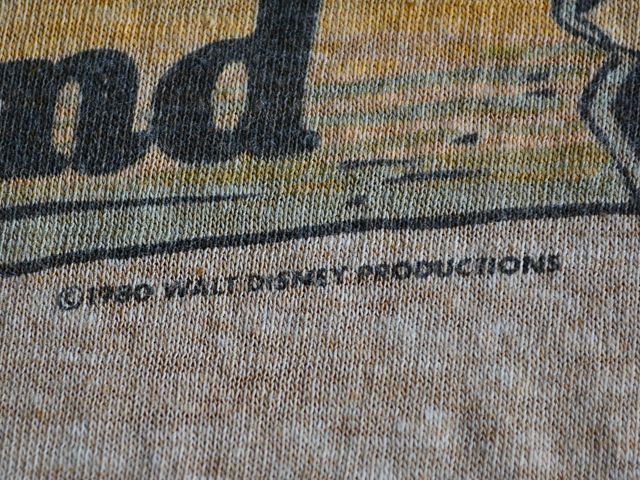 nd
©1980 WALT DISNEY PRODUCTIONS